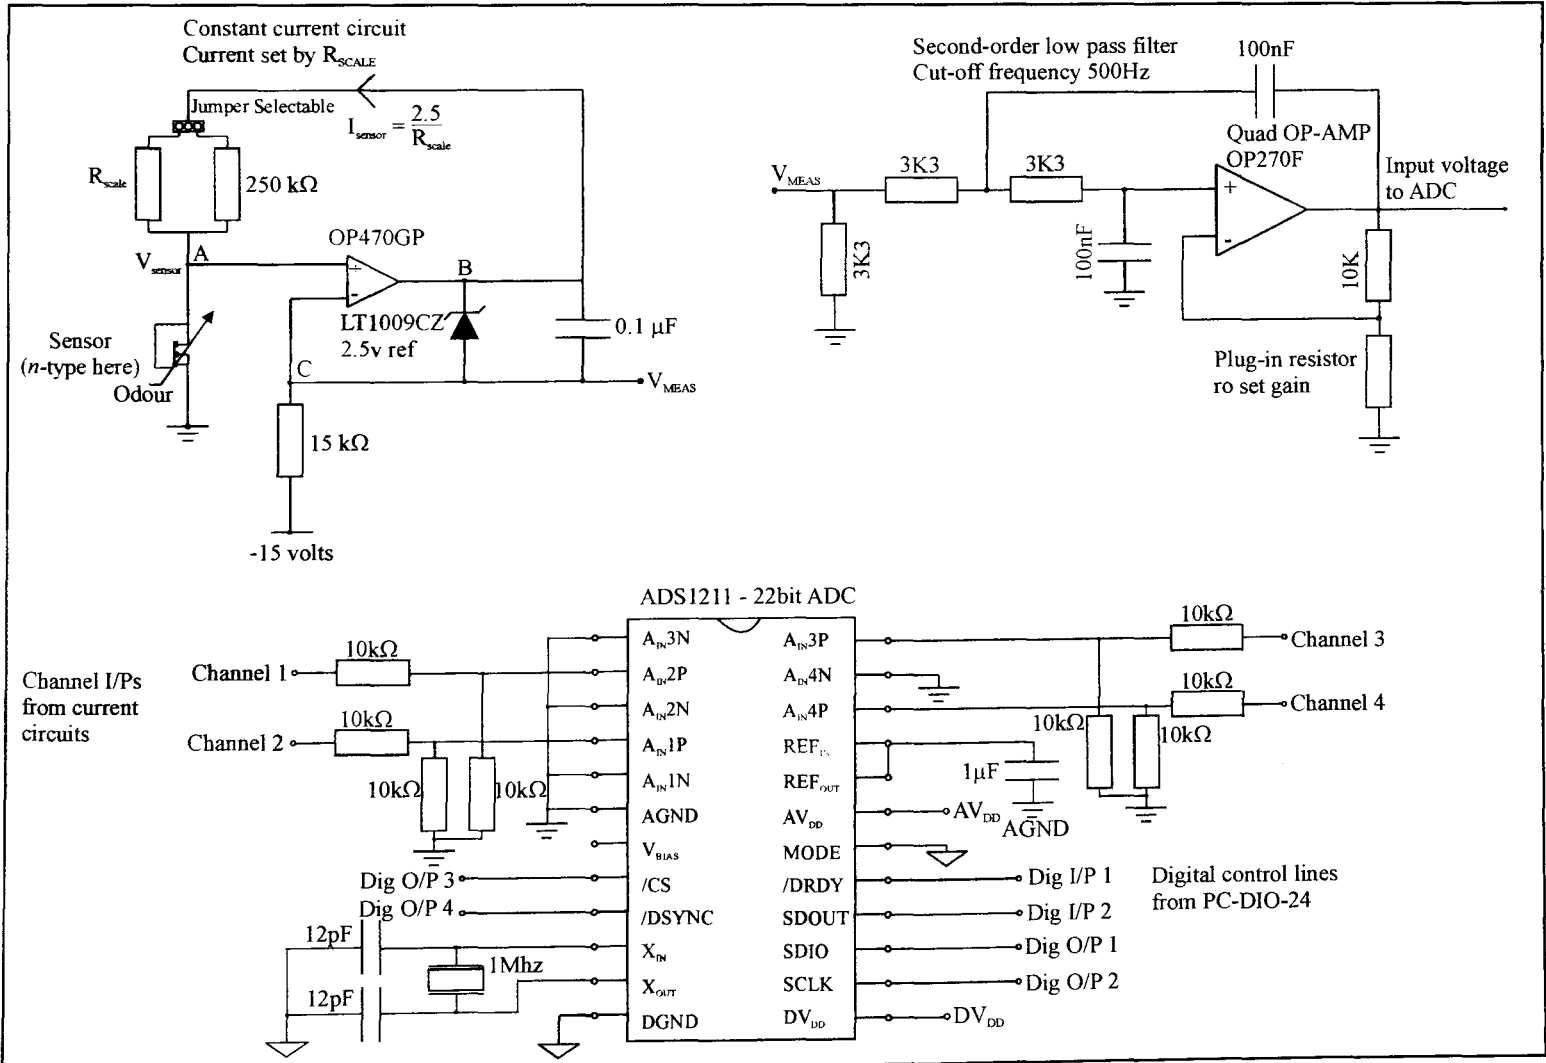 Constant current circuit
Current set by R_SCALE
Jumper Selectable
I_sensor = 2.5
R_scale
R_scale
250 kΩ
A
V_sensor
OP470GP
+
-
B
LT1009CZ
2.5v ref
0.1 µF
Sensor
(n-type here)
Odour
C
V_MEAS
15 kΩ
-15 volts
Second-order low pass filter
Cut-off frequency 500Hz
100nF
Quad OP-AMP
OP270F
V_MEAS
3K3
3K3
3K3
100nF
+
-
Input voltage
to ADC
10K
Plug-in resistor
ro set gain
ADS1211 - 22bit ADC
Channel I/Ps
from current
circuits
Channel 1
10kΩ
Channel 2
10kΩ
10kΩ
10kΩ
Dig O/P 3
Dig O/P 4
12pF
12pF
1Mhz
A_IN3N
A_IN2P
A_IN2N
A_IN1P
A_IN1N
AGND
V_BIAS
/CS
/DSYNC
X_IN
X_OUT
DGND
A_IN3P
A_IN4N
A_IN4P
REF_IN
REF_OUT
AV_DD
MODE
/DRDY
SDOUT
SDIO
SCLK
DV_DD
10kΩ
Channel 3
10kΩ
Channel 4
10kΩ
10kΩ
1µF
AGND
AV_DD
Dig I/P 1
Dig I/P 2
Dig O/P 1
Dig O/P 2
DV_DD
Digital control lines
from PC-DIO-24